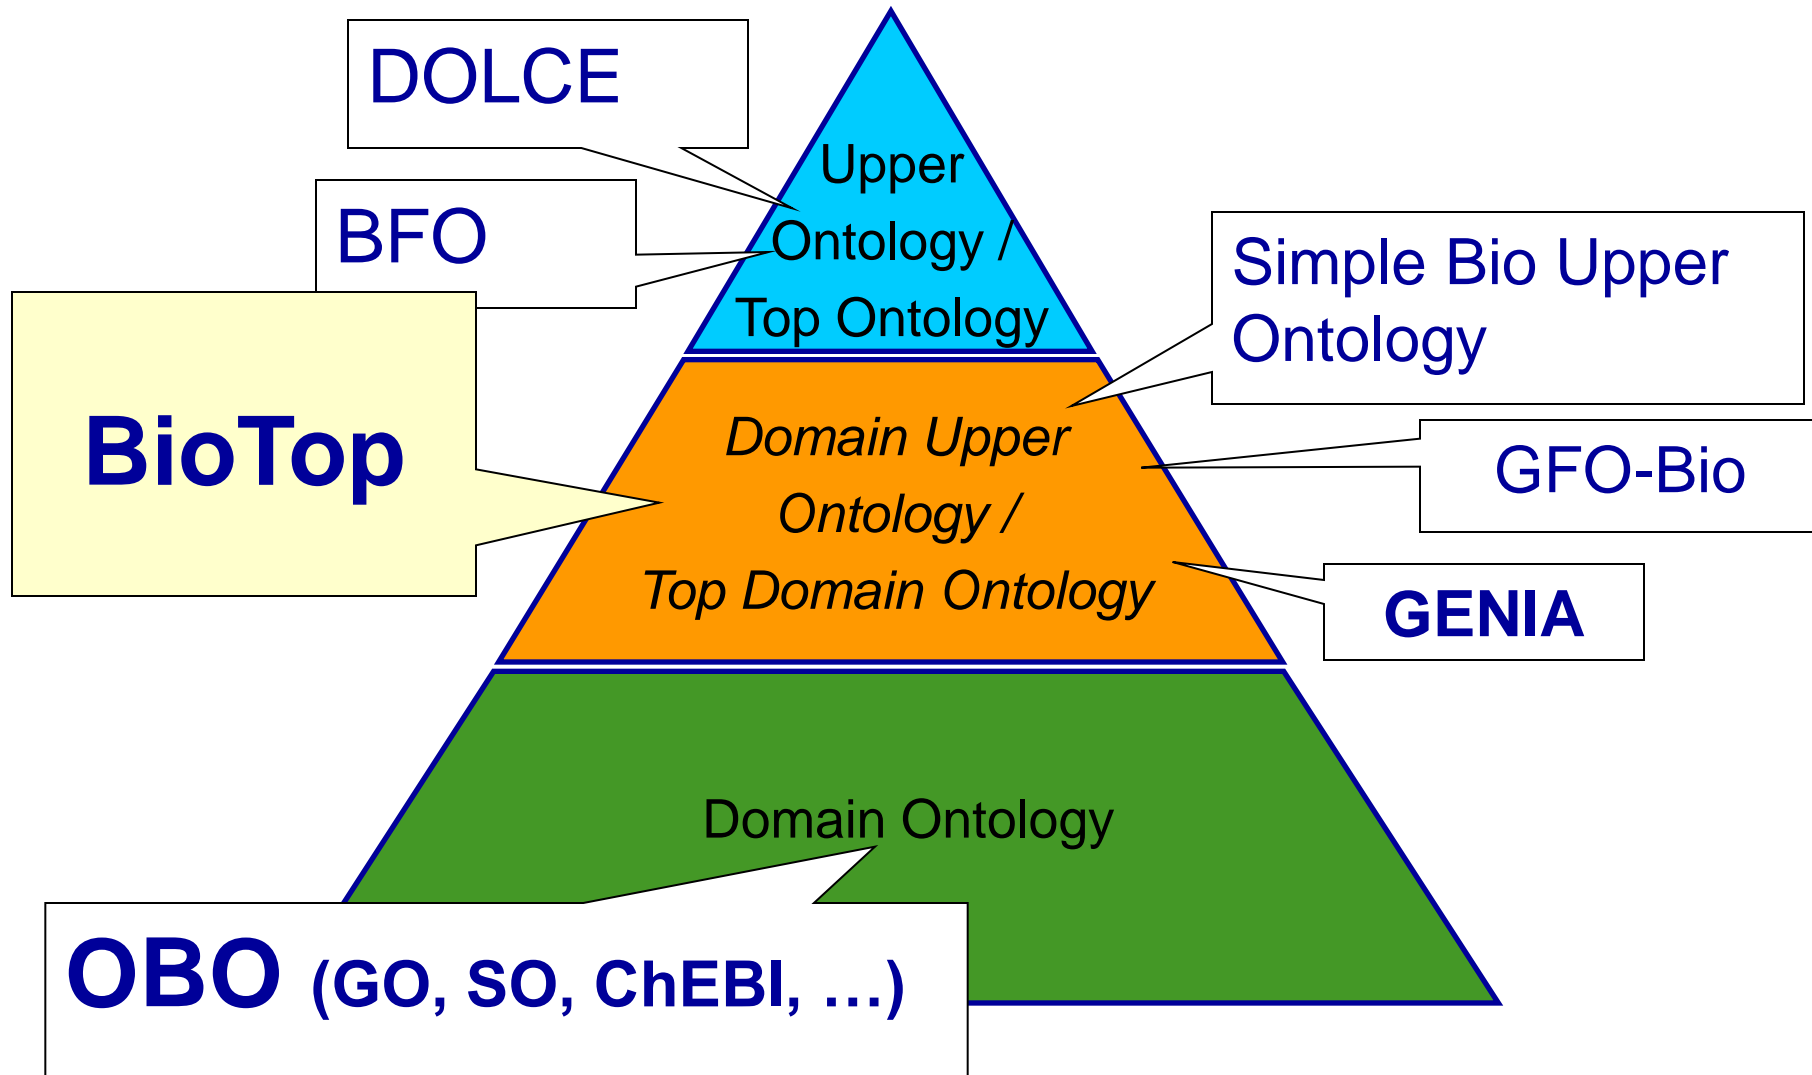 DOLCE
Upper
Ontology /
Top Ontology
BFO
Simple Bio Upper
Ontology
BioTop
Domain Upper
Ontology /
Top Domain Ontology
GFO-Bio
GENIA
Domain Ontology
OBO (GO, SO, ChEBI, …)